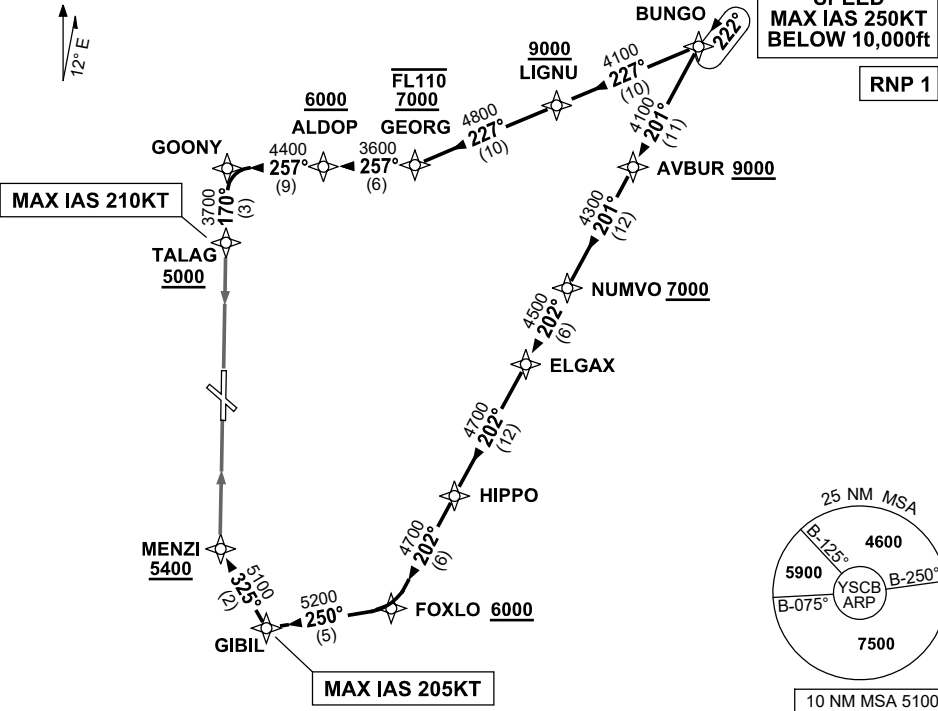 SPEED
MAX IAS 250KT
BELOW 10,000ft
RNP 1
12° E
BUNGO
222°
4100
227°
(10)
9000
LIGNU
4800
227°
(10)
FL110
7000
GEORG
3600
257°
(6)
6000
ALDOP
4400
257°
(9)
GOONY
3700
170°
(3)
MAX IAS 210KT
TALAG
5000
4100
201°
(11)
AVBUR 9000
4300
201°
(12)
NUMVO 7000
4500
202°
(6)
ELGAX
4700
202°
(12)
HIPPO
4700
202°
(6)
FOXLO 6000
5200
250°
(5)
GIBIL
MAX IAS 205KT
5100
325°
(2)
MENZI
5400
25 NM MSA
B-125°
4600
5900
YSCB
ARP
B-250°
B-075°
7500
10 NM MSA 5100